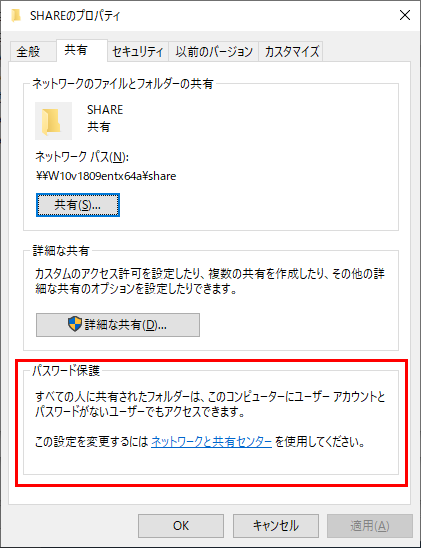 SHAREのプロパティ
全般 共有 セキュリティ 以前のバージョン カスタマイズ
ネットワークのファイルとフォルダーの共有
SHARE
共有
ネットワーク パス(N):
¥¥W10v1809entx64a¥share
共有(S)...
詳細な共有
カスタムのアクセス許可を設定したり、複数の共有を作成したり、その他の詳
細な共有のオプションを設定したりできます。
詳細な共有(D)...
パスワード保護
すべての人に共有されたフォルダーは、このコンピューターにユーザー アカウントと
パスワードがないユーザーでもアクセスできます。
この設定を変更するには ネットワークと共有センター を使用してください。
OK キャンセル 適用(A)